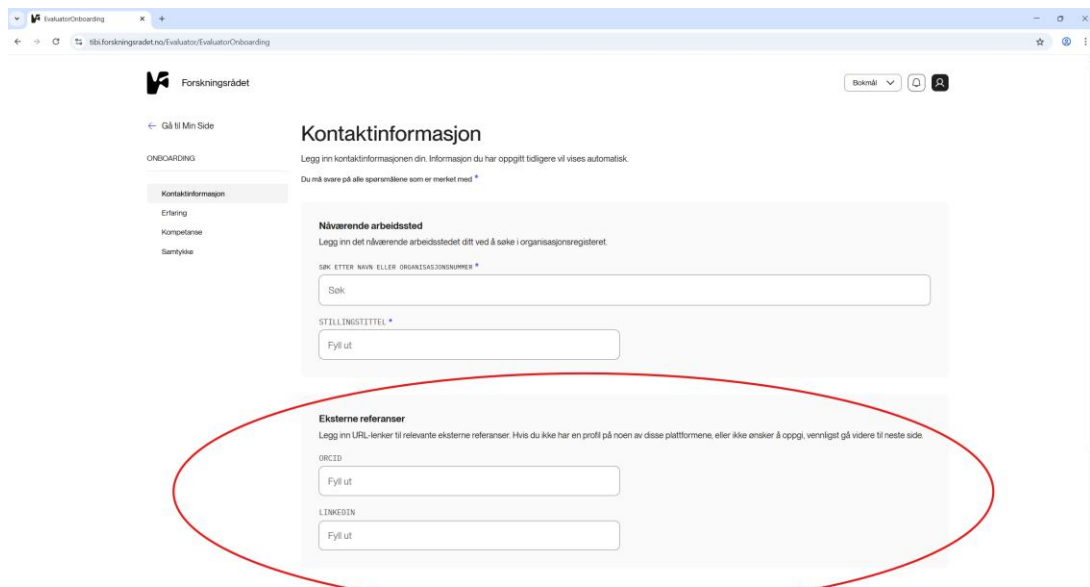 EvaluatorOnboarding
tibi.forskningsradet.no/Evaluator/EvaluatorOnboarding
Forskningsrådet
Bokmål
← Gå til Min Side
ONBOARDING
Kontaktinformasjon
Erfaring
Kompetanse
Samtykke
Kontaktinformasjon
Legg inn kontaktinformasjonen din. Informasjon du har oppgitt tidligere vil vises automatisk.
Du må svare på alle spørsmålene som er merket med *
Nåværende arbeidssted
Legg inn det nåværende arbeidsstedet ditt ved å søke i organisasjonsregisteret.
SØK ETTER NAVN ELLER ORGANISASJONSNUMMER *
Søk
STILLINGSTITTEL *
Fyll ut
Eksterne referanser
Legg inn URL-lenker til relevante eksterne referanser. Hvis du ikke har en profil på noen av disse plattformene, eller ikke ønsker å oppgi, vennligst gå videre til neste side.
ORCID
Fyll ut
LINKEDIN
Fyll ut